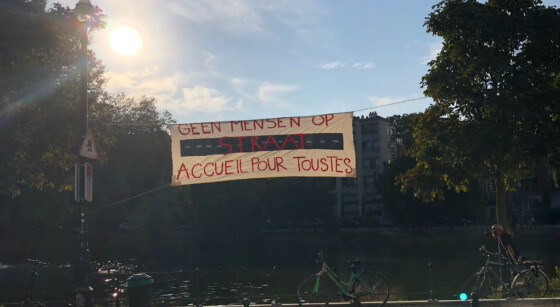 GEEN MENSEN OP
STRAAT
ACCUEIL POUR TOUSTES